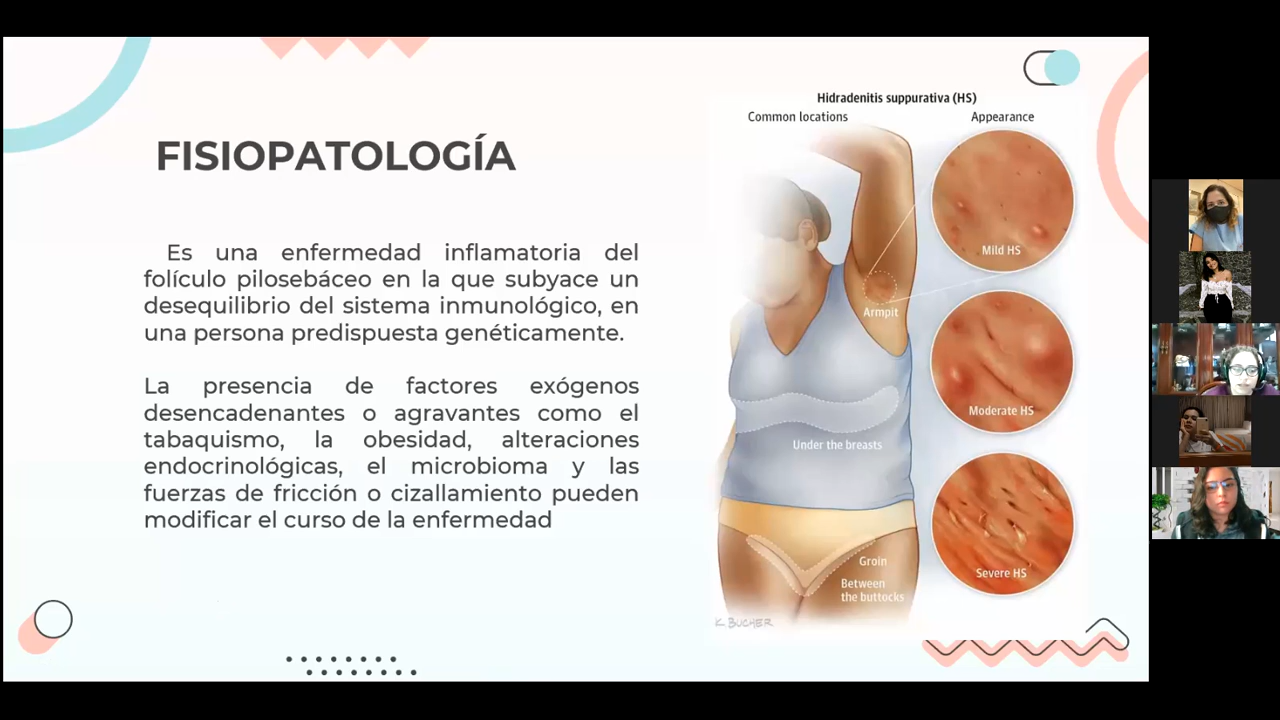 FISIOPATOLOGÍA
Es una enfermedad inflamatoria del
folículo pilosebáceo en la que subyace un
desequilibrio del sistema inmunológico, en
una persona predispuesta genéticamente.
La presencia de factores exógenos
desencadenantes o agravantes como el
tabaquismo, la obesidad, alteraciones
endocrinológicas, el microbioma y las
fuerzas de fricción o cizallamiento pueden
modificar el curso de la enfermedad
Hidradenitis suppurativa (HS)
Common locations
Appearance
Mild HS
Armpit
Moderate HS
Under the breasts
Groin
Severe HS
Between
the buttocks
K. BUCHER